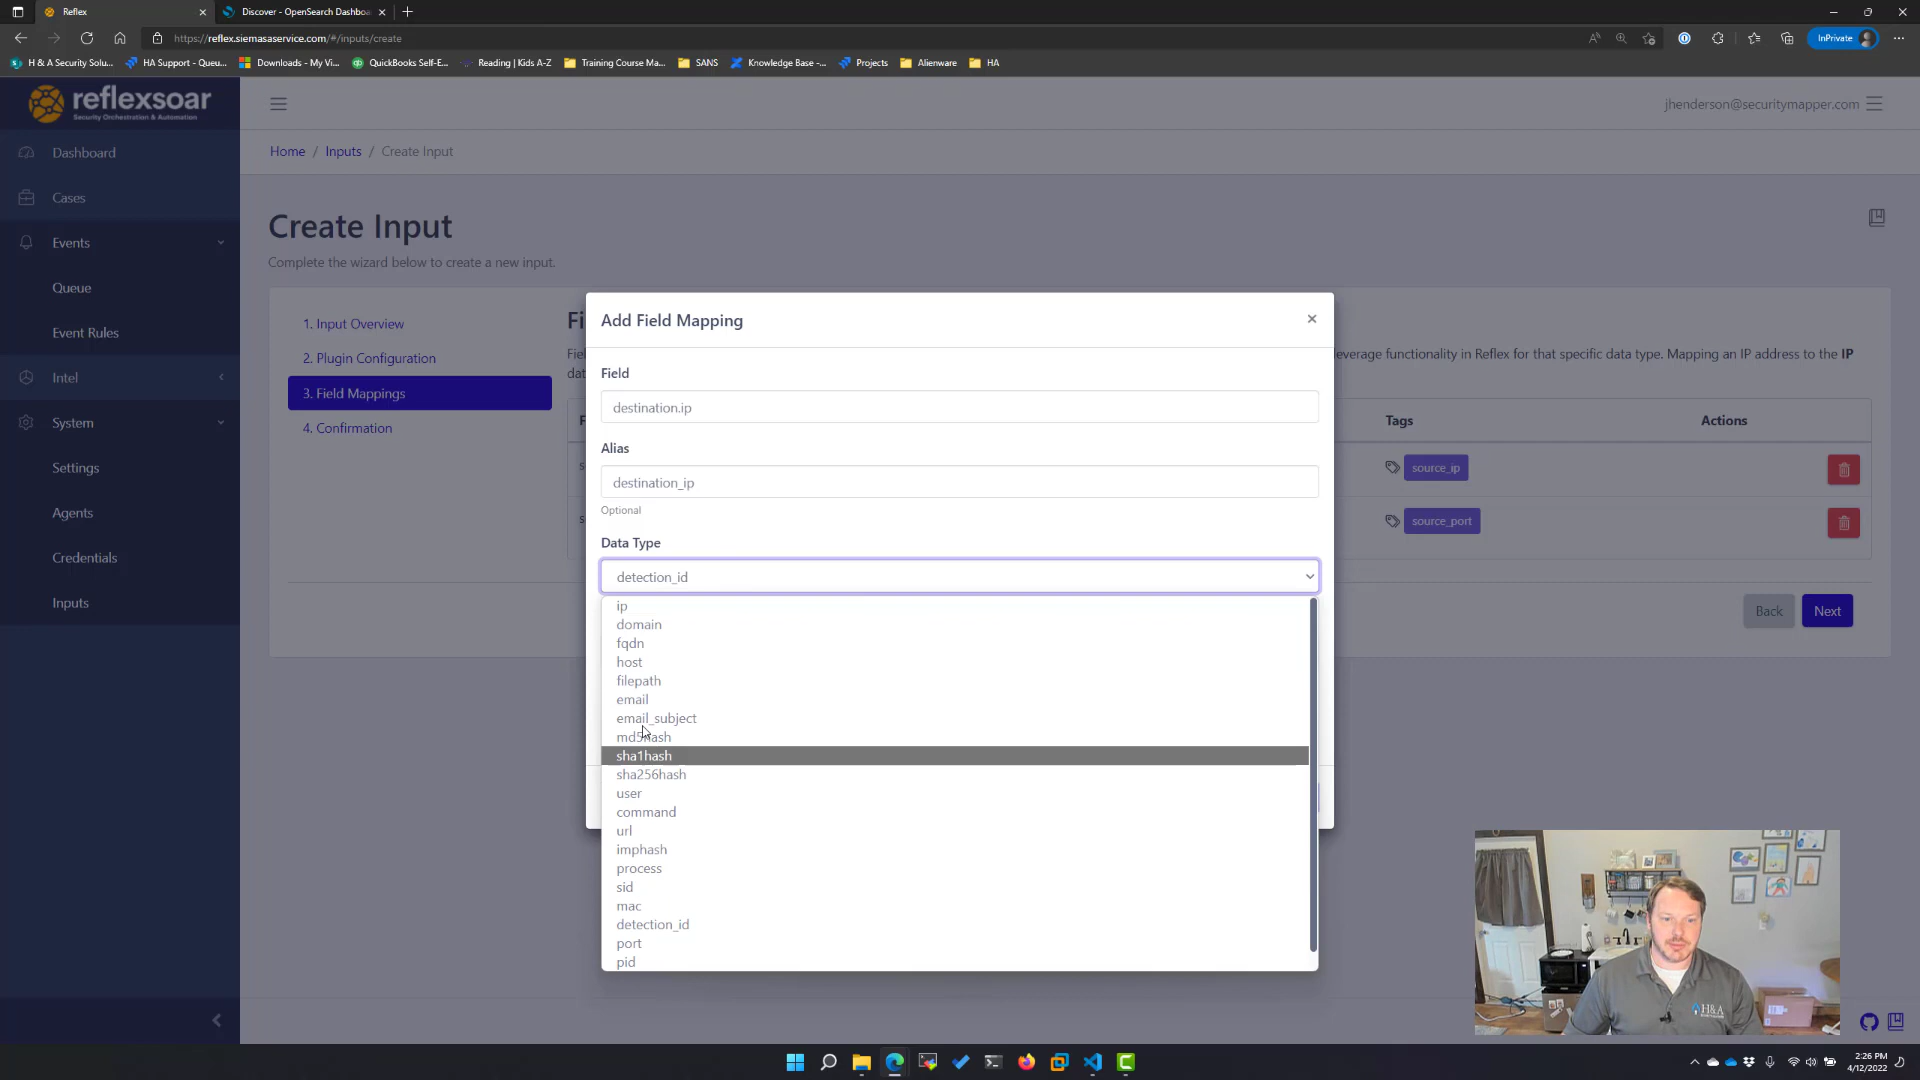 Reflex
Discover - OpenSearch Dashboa
https://reflex.siemasaservice.com/#/inputs/create
InPrivate
H & A Security Solu...
HA Support - Queu...
Downloads - My Vi...
QuickBooks Self-E...
Reading | Kids A-Z
Training Course Ma...
SANS
Knowledge Base -...
Projects
Alienware
HA
reflexsoar
Security Orchestration & Automation
jhenderson@securitymapper.com
Home / Inputs / Create Input
Dashboard
Cases
Events
Queue
Event Rules
Intel
System
Settings
Agents
Credentials
Inputs
Create Input
Complete the wizard below to create a new input.
1. Input Overview
2. Plugin Configuration
3. Field Mappings
4. Confirmation
Fi
Fiel
leverage functionality in Reflex for that specific data type. Mapping an IP address to the IP
dat
F
Tags
Actions
s
source_ip
s
source_port
Back
Next
Add Field Mapping
×
Field
destination.ip
Alias
destination_ip
Optional
Data Type
detection_id
ip
domain
fqdn
host
filepath
email
email_subject
md5hash
sha1hash
sha256hash
user
command
url
imphash
process
sid
mac
detection_id
port
pid
H&A
2:26 PM
4/12/2022